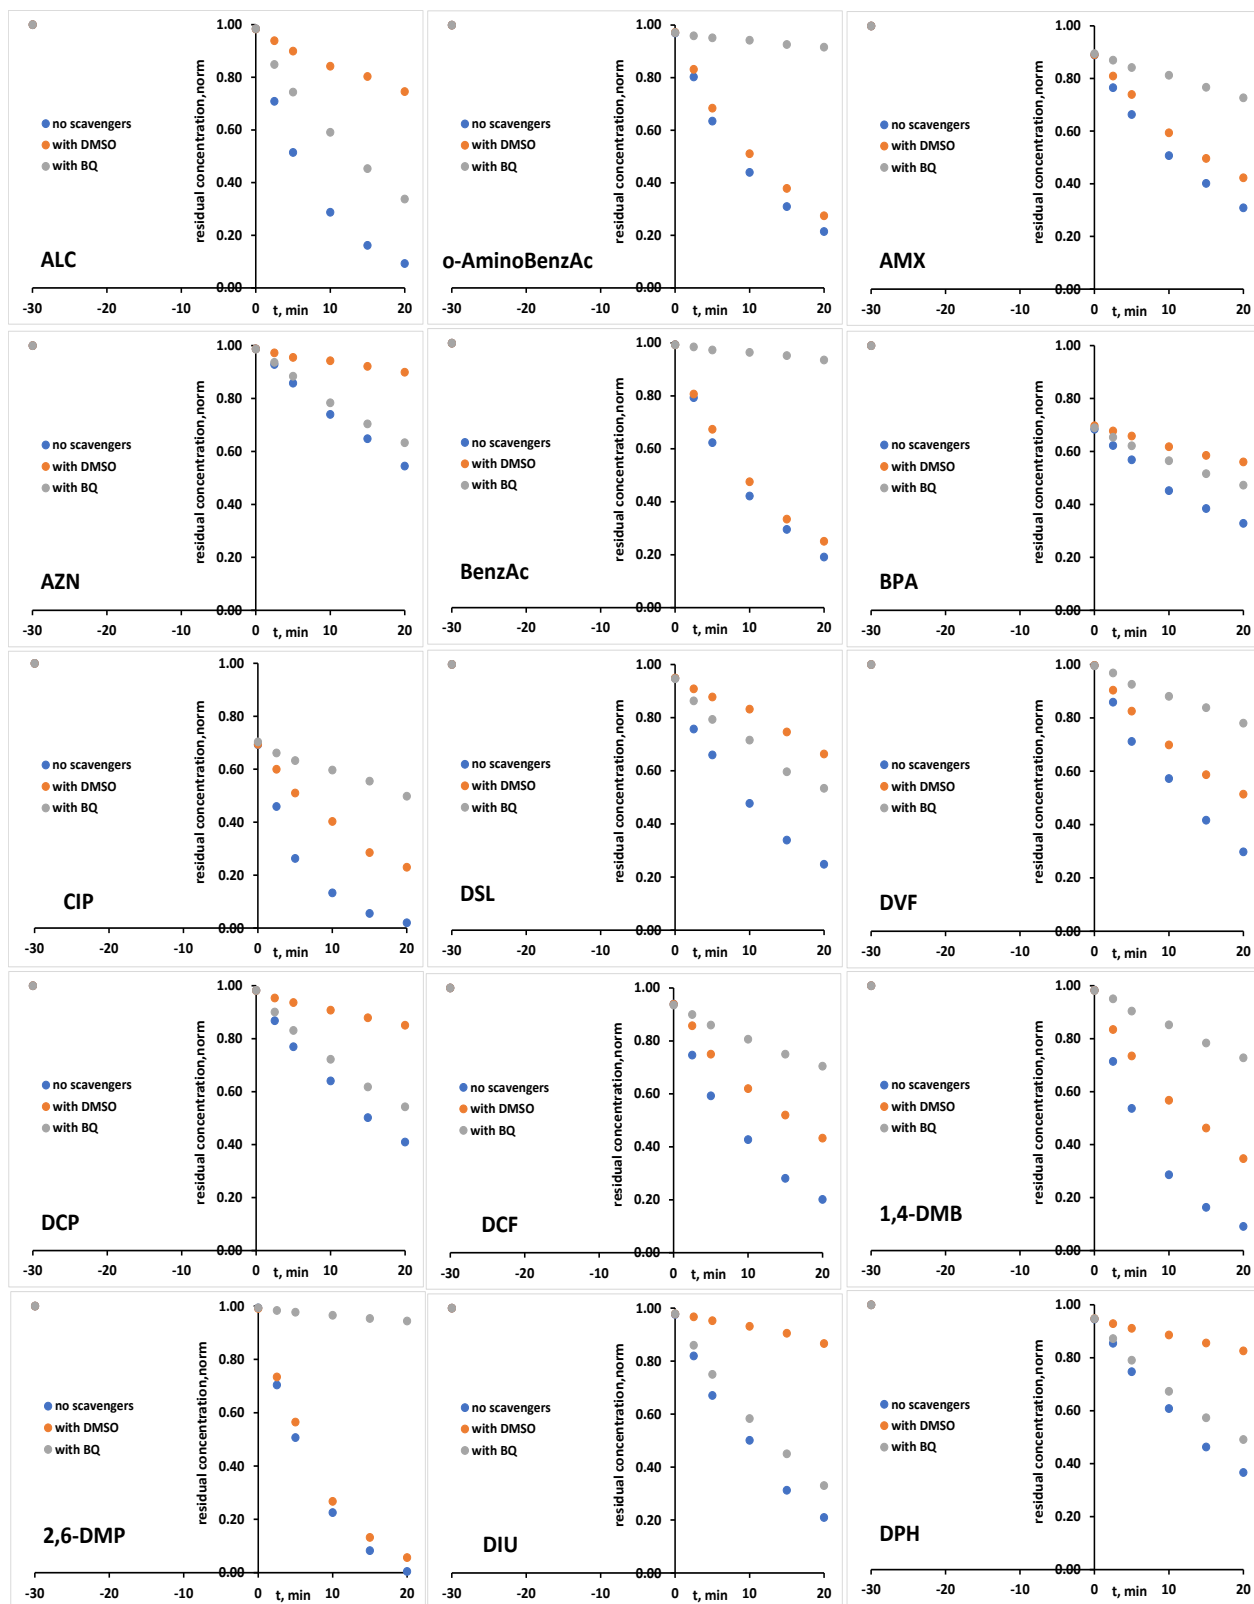 residual concentration,norm
1.00
0.80
0.60
0.40
0.20
0.00
no scavengers
with DMSO
with BQ
ALC
-30 -20 -10 0 10 20
t, min
residual concentration,norm
1.00
0.80
0.60
0.40
0.20
0.00
no scavengers
with DMSO
with BQ
o-AminoBenzAc
-30 -20 -10 0 10 20
t, min
residual concentration,norm
1.00
0.80
0.60
0.40
0.20
0.00
no scavengers
with DMSO
with BQ
AMX
-30 -20 -10 0 10 20
t, min
residual concentration,norm
1.00
0.80
0.60
0.40
0.20
0.00
no scavengers
with DMSO
with BQ
AZN
-30 -20 -10 0 10 20
t, min
residual concentration,norm
1.00
0.80
0.60
0.40
0.20
0.00
no scavengers
with DMSO
with BQ
BenzAc
-30 -20 -10 0 10 20
t, min
residual concentration,norm
1.00
0.80
0.60
0.40
0.20
0.00
no scavengers
with DMSO
with BQ
BPA
-30 -20 -10 0 10 20
t, min
residual concentration,norm
1.00
0.80
0.60
0.40
0.20
0.00
no scavengers
with DMSO
with BQ
CIP
-30 -20 -10 0 10 20
t, min
residual concentration,norm
1.00
0.80
0.60
0.40
0.20
0.00
no scavengers
with DMSO
with BQ
DSL
-30 -20 -10 0 10 20
t, min
residual concentration,norm
1.00
0.80
0.60
0.40
0.20
0.00
no scavengers
with DMSO
with BQ
DVF
-30 -20 -10 0 10 20
t, min
residual concentration,norm
1.00
0.80
0.60
0.40
0.20
0.00
no scavengers
with DMSO
with BQ
DCP
-30 -20 -10 0 10 20
t, min
residual concentration,norm
1.00
0.80
0.60
0.40
0.20
0.00
no scavengers
with DMSO
with BQ
DCF
-30 -20 -10 0 10 20
t, min
residual concentration,norm
1.00
0.80
0.60
0.40
0.20
0.00
no scavengers
with DMSO
with BQ
1,4-DMB
-30 -20 -10 0 10 20
t, min
residual concentration,norm
1.00
0.80
0.60
0.40
0.20
0.00
no scavengers
with DMSO
with BQ
2,6-DMP
-30 -20 -10 0 10 20
t, min
residual concentration,norm
1.00
0.80
0.60
0.40
0.20
0.00
no scavengers
with DMSO
with BQ
DIU
-30 -20 -10 0 10 20
t, min
residual concentration,norm
1.00
0.80
0.60
0.40
0.20
0.00
no scavengers
with DMSO
with BQ
DPH
-30 -20 -10 0 10 20
t, min